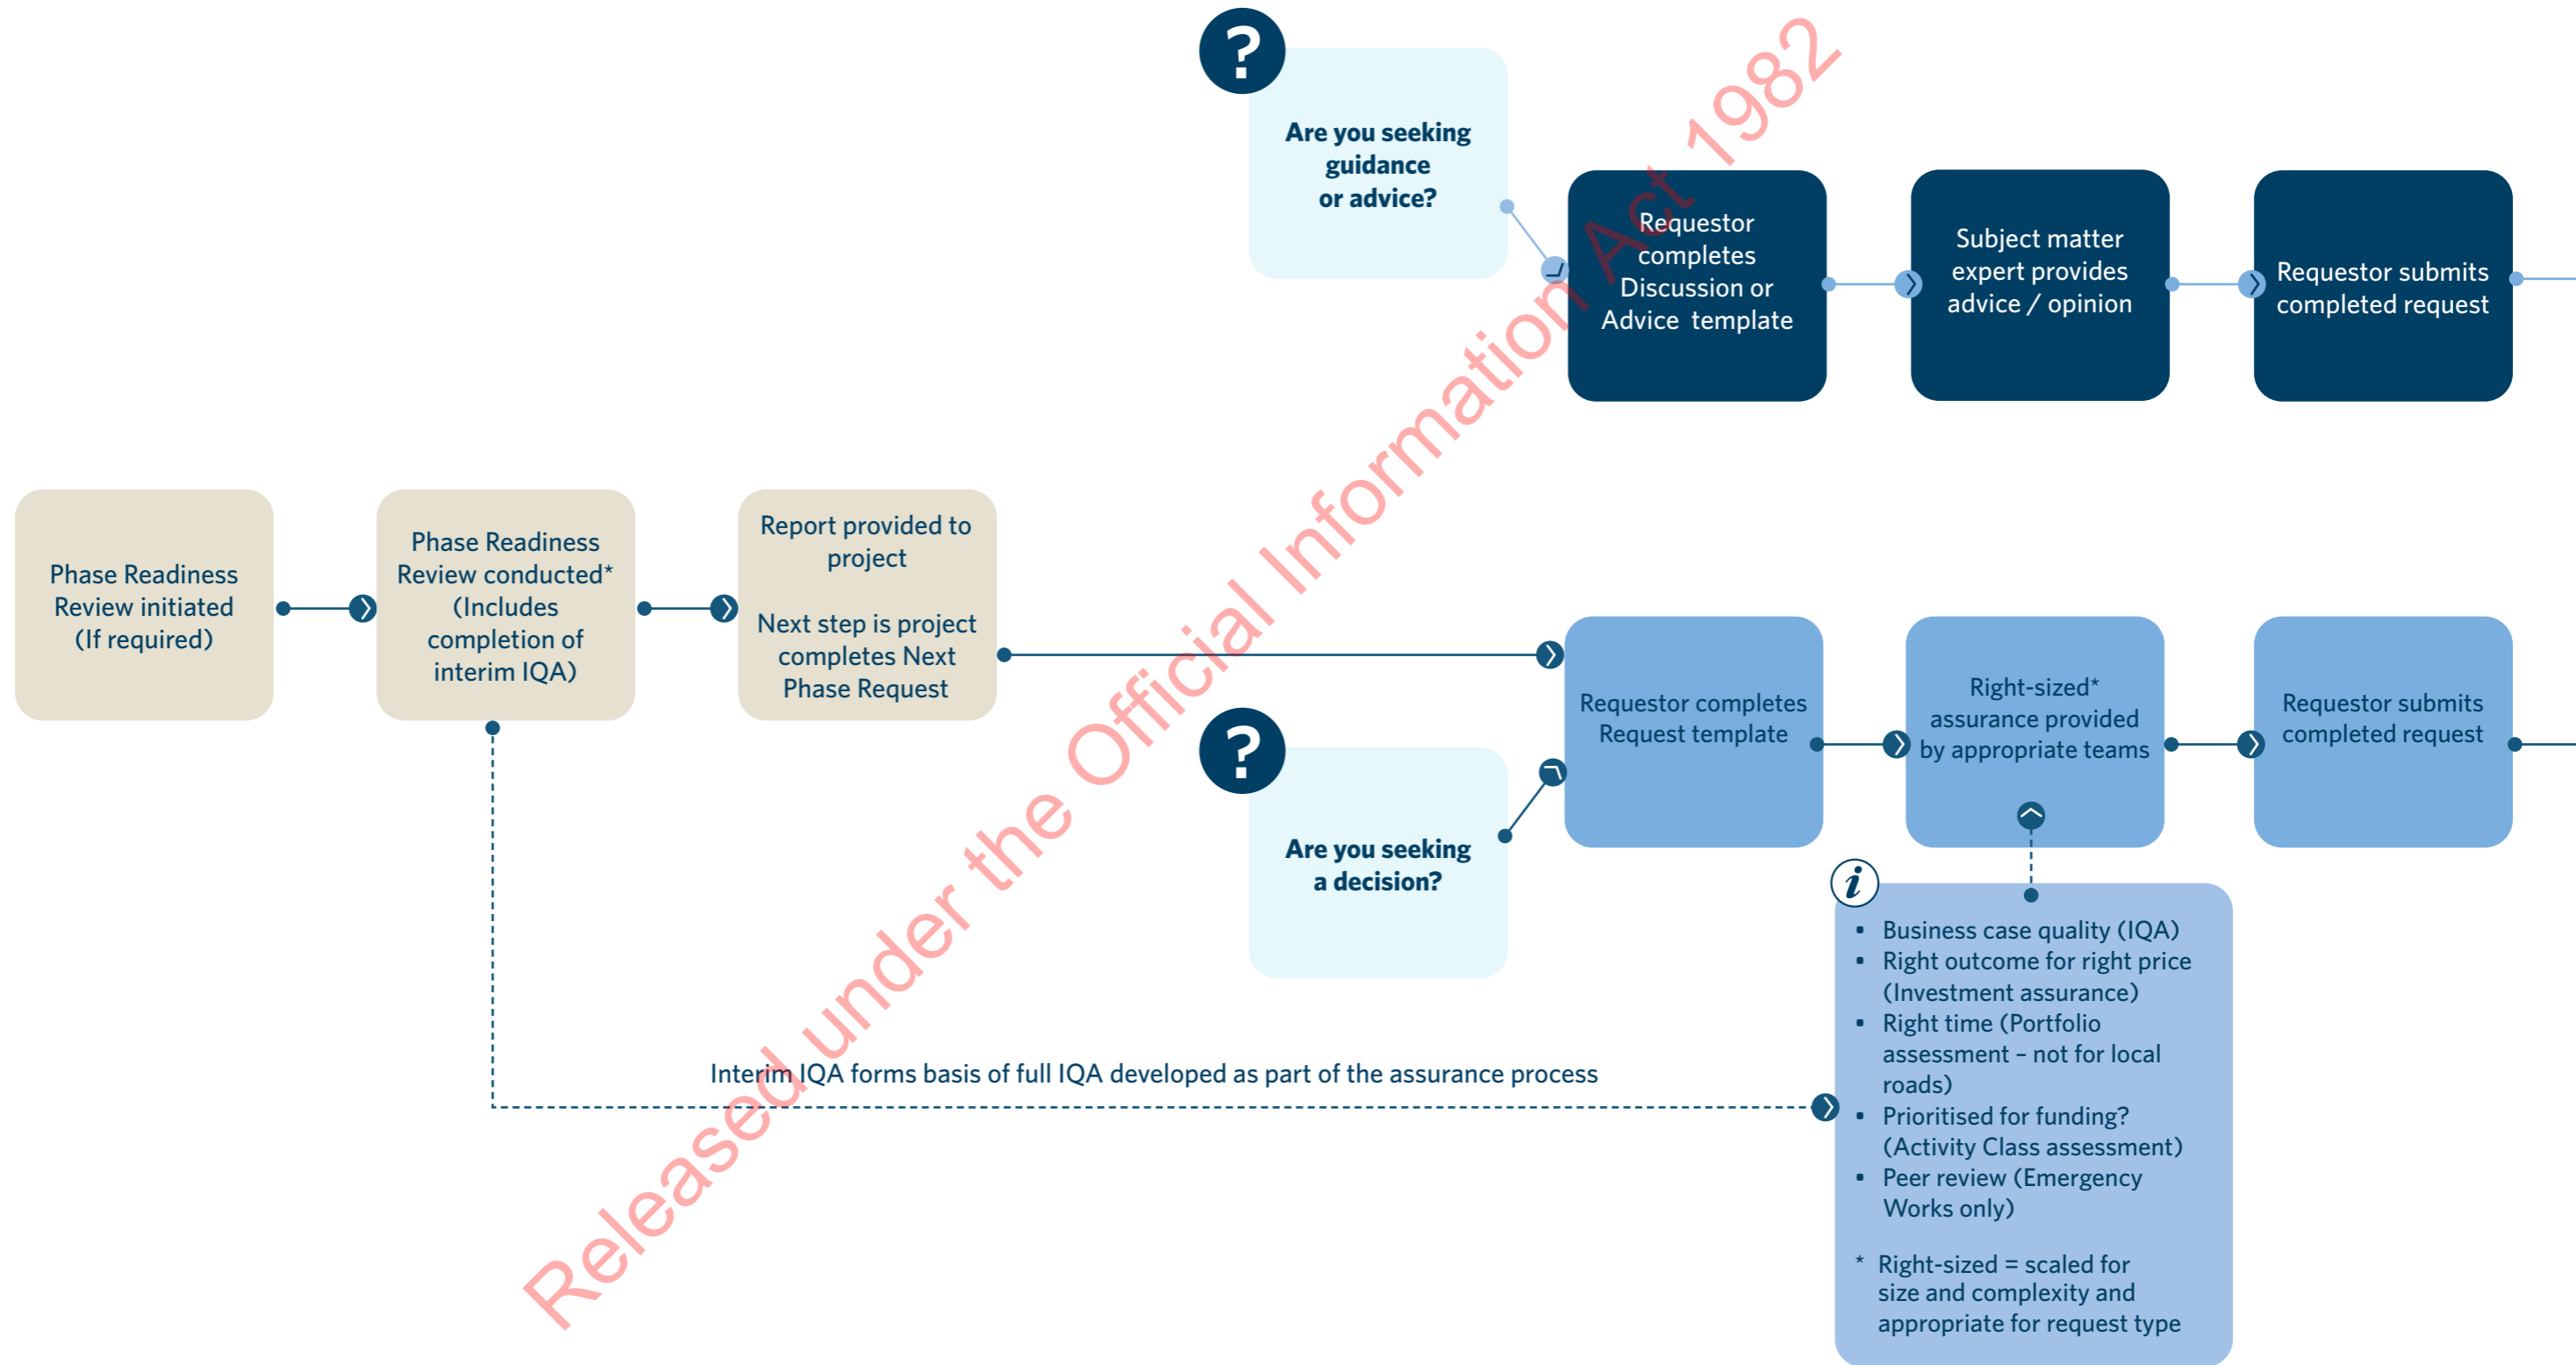 ?
Are you seeking
guidance
or advice?
Requestor
completes
Discussion or
Advice template
Subject matter
expert provides
advice / opinion
Requestor submits
completed request
Phase Readiness
Review initiated
(If required)
Phase Readiness
Review conducted*
(Includes
completion of
interim IQA)
Report provided to
project
Next step is project
completes Next
Phase Request
?
Are you seeking
a decision?
Requestor completes
Request template
Right-sized*
assurance provided
by appropriate teams
Requestor submits
completed request
i
▪ Business case quality (IQA)
▪ Right outcome for right price
(Investment assurance)
▪ Right time (Portfolio
assessment – not for local
roads)
▪ Prioritised for funding?
(Activity Class assessment)
▪ Peer review (Emergency
Works only)
* Right-sized = scaled for
size and complexity and
appropriate for request type
Interim IQA forms basis of full IQA developed as part of the assurance process
Released under the Official Information Act 1982